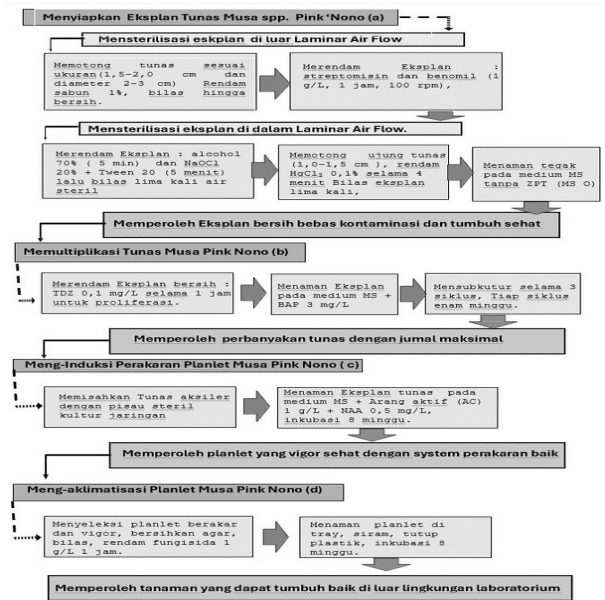 Menyiapkan Eksplan Tunas Musa spp. Pink 'Nono (a)
Mensterilisasi eskplan di luar Laminar Air Flow
Memotong tunas sesuai
ukuran(1,5-2,0 cm dan
diameter 2-3 cm) Rendam
sabun 1%, bilas hingga
bersih.
Merendam Eksplan :
streptomisin dan benomil (1
g/L, 1 jam, 100 rpm),
Mensterilisasi eksplan di dalam Laminar Air Flow.
Merendam Eksplan : alcohol
70% ( 5 min) dan NaOCl
20% + Tween 20 (5 menit)
lalu bilas lima kali air
steril
Memotong ujung tunas
(1,0-1,5 cm ), rendam
HgCl2 0,1% selama 4
menit Bilas eksplan
lima kali,
Menaman tegak
pada medium MS
tanpa ZPT (MS 0)
Memperoleh Eksplan bersih bebas kontaminasi dan tumbuh sehat
Memultiplikasi Tunas Musa Pink Nono (b)
Merendam Eksplan bersih :
TDZ 0,1 mg/L selama 1 jam
untuk proliferasi.
Menaman Eksplan
pada medium MS +
BAP 3 mg/L
Mensubkutur selama 3
siklus, Tiap siklus
enam minggu.
Memperoleh perbanyakan tunas dengan jumal maksimal
Meng-Induksi Perakaran Planlet Musa Pink Nono ( c)
Memisahkan Tunas aksiler
dengan pisau steril
kultur jaringan
Menaman Eksplan tunas pada
medium MS + Arang aktif (AC)
1 g/L + NAA 0,5 mg/L,
inkubasi 8 minggu.
Memperoleh planlet yang vigor sehat dengan system perakaran baik
Meng-aklimatisasi Planlet Musa Pink Nono (d)
Menyeleksi planlet berakar
dan vigor, bersihkan agar,
bilas, rendam fungisida 1
g/L 1 jam.
Menaman planlet di
tray, siram, tutup
plastik, inkubasi 8
minggu.
Memperoleh tanaman yang dapat tumbuh baik di luar lingkungan laboratorium